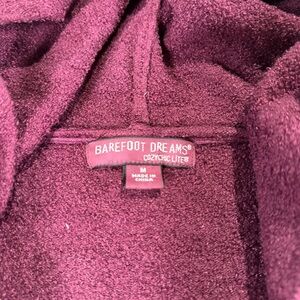 BAREFOOT DREAMS®
COZYCHIC LITE®
M
MADE IN
CHINA